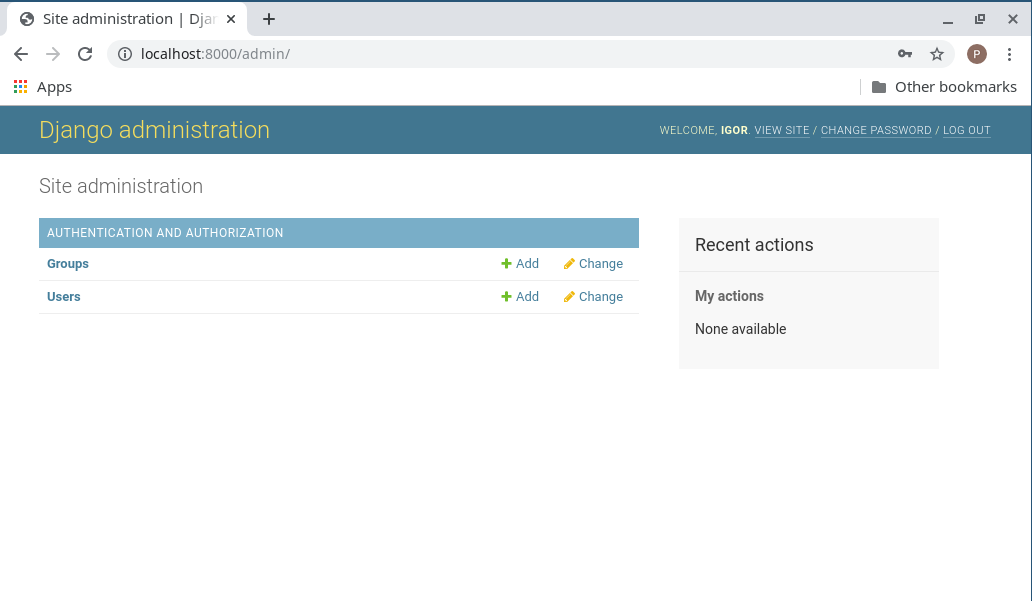 Site administration | Djan
localhost:8000/admin/
P
Apps
Other bookmarks
Django administration
WELCOME, IGOR. VIEW SITE / CHANGE PASSWORD / LOG OUT
Site administration
AUTHENTICATION AND AUTHORIZATION
Groups Add Change
Users Add Change
Recent actions
My actions
None available